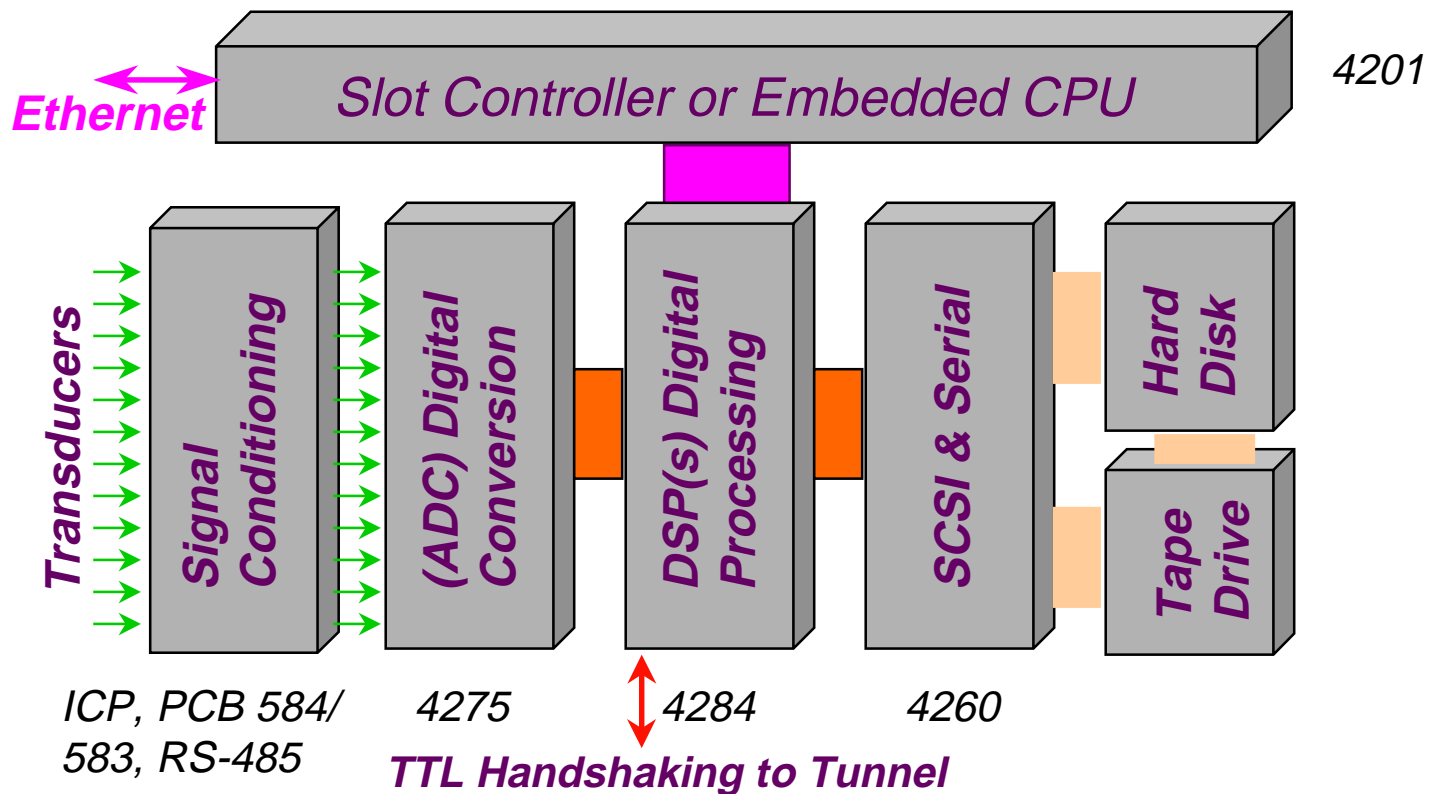 Slot Controller or Embedded CPU
4201
Ethernet
Transducers
Signal
Conditioning
(ADC) Digital
Conversion
DSP(s) Digital
Processing
SCSI & Serial
Hard
Disk
Tape
Drive
ICP, PCB 584/
583, RS-485
4275
4284
4260
TTL Handshaking to Tunnel